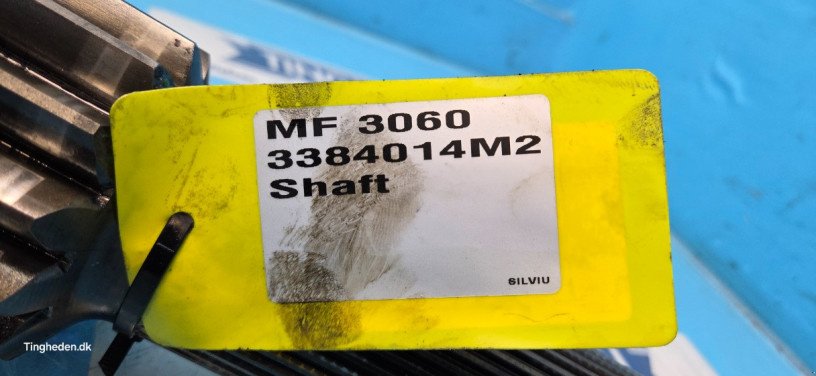 MF 3060
3384014M2
Shaft
SILVIU
Tingheden.dk